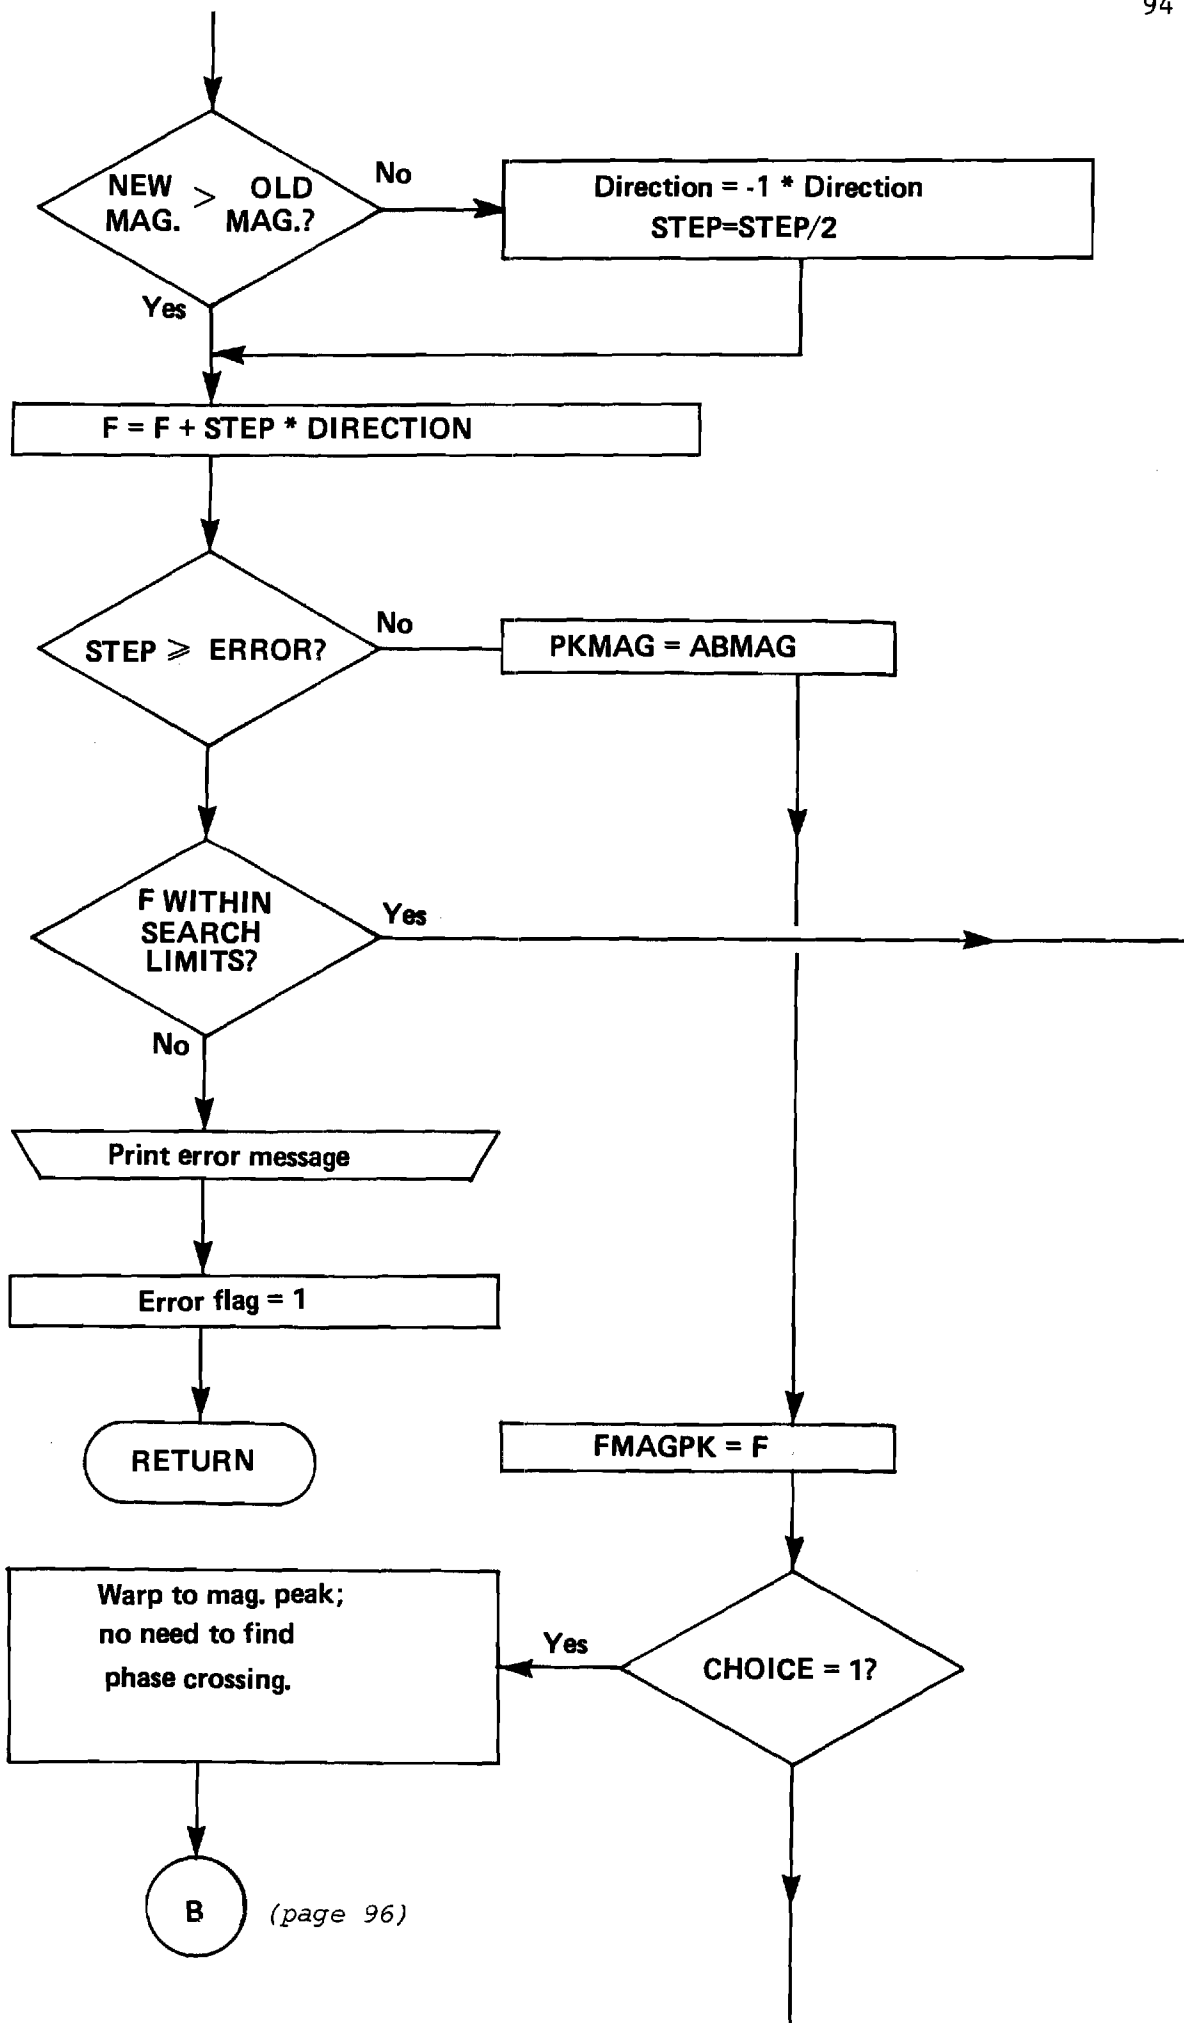 94
NEW > OLD
MAG. MAG.?
No
Direction = -1 * Direction
STEP=STEP/2
Yes
F = F + STEP * DIRECTION
STEP ⩾ ERROR?
No
PKMAG = ABMAG
F WITHIN
SEARCH
LIMITS?
Yes
No
Print error message
Error flag = 1
RETURN
FMAGPK = F
Warp to mag. peak;
no need to find
phase crossing.
Yes
CHOICE = 1?
B
(page 96)